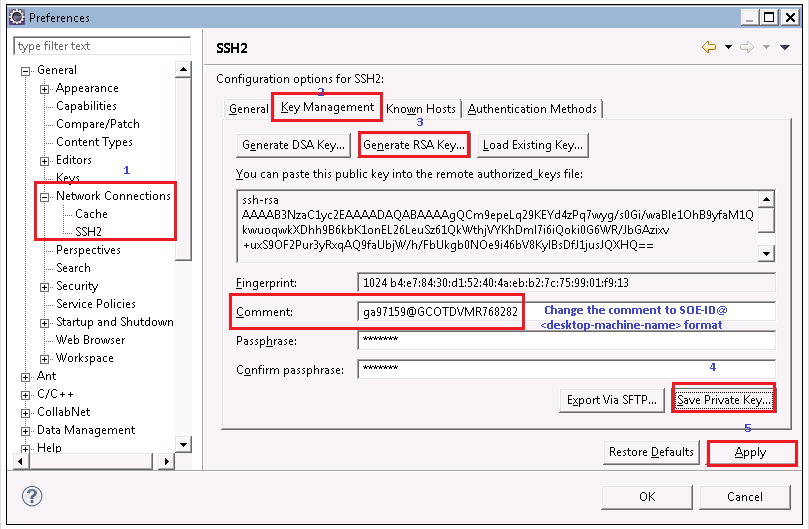 Preferences
type filter text
General
Appearance
Capabilities
Compare/Patch
Content Types
Editors
Keys
1
Network Connections
Cache
SSH2
Perspectives
Search
Security
Service Policies
Startup and Shutdown
Web Browser
Workspace
Ant
C/C++
CollabNet
Data Management
Help
SSH2
Configuration options for SSH2:
2
General Key Management Known Hosts Authentication Methods
3
Generate DSA Key... Generate RSA Key... Load Existing Key...
You can paste this public key into the remote authorized_keys file:
ssh-rsa
AAAAB3NzaC1yc2EAAAADAQABAAAAgQCm9epeLq29KEYd4zPq7wyg/s0Gi/waBle1OhB9yfaM1Q
kwuoqwkXDhh9B6kbK1onEL26LeuSz61QkWthjVYKhDmI7i6iQoki0G6WR/JbGAzixv
+uxS9OF2Pur3yRxqAQ9faUbjW/h/FbUkgb0NOe9i46bV8KyIBsDfJ1jusJQXHQ==
Fingerprint: 1024 b4:e7:84:30:d1:52:40:4a:eb:b2:7c:75:99:01:f9:13
Comment: ga97159@GCOTDVMR768282 Change the comment to SOE-ID@
<desktop-machine-name> format
Passphrase: *******
Confirm passphrase: *******
4
Export Via SFTP... Save Private Key...
5
Restore Defaults Apply
OK Cancel